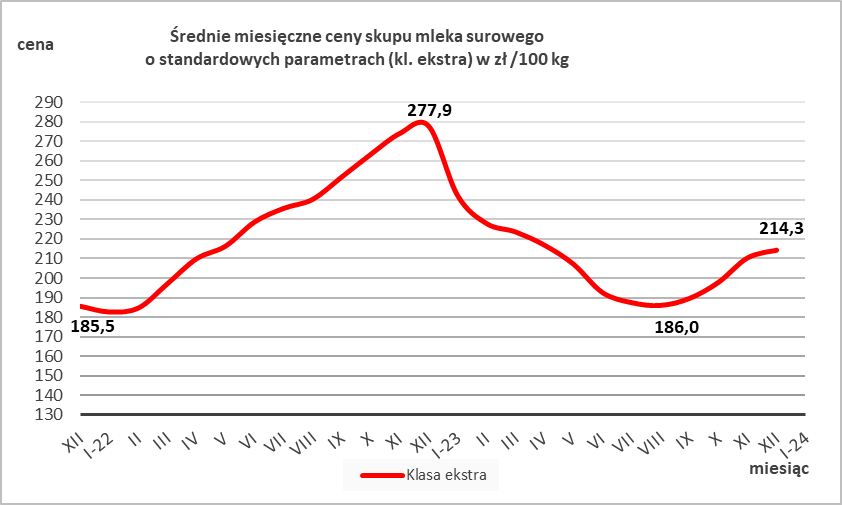 Średnie miesięczne ceny skupu mleka surowego
o standardowych parametrach (kl. ekstra) w zł /100 kg
cena
290
280
270
260
250
240
230
220
210
200
190
180
170
160
150
140
130
277,9
214,3
185,5
186,0
XII
I-22
II
III
IV
V
VI
VII
VIII
IX
X
XI
XII
I-23
II
III
IV
V
VI
VII
VIII
IX
X
XI
XII
I-24
miesiąc
Klasa ekstra